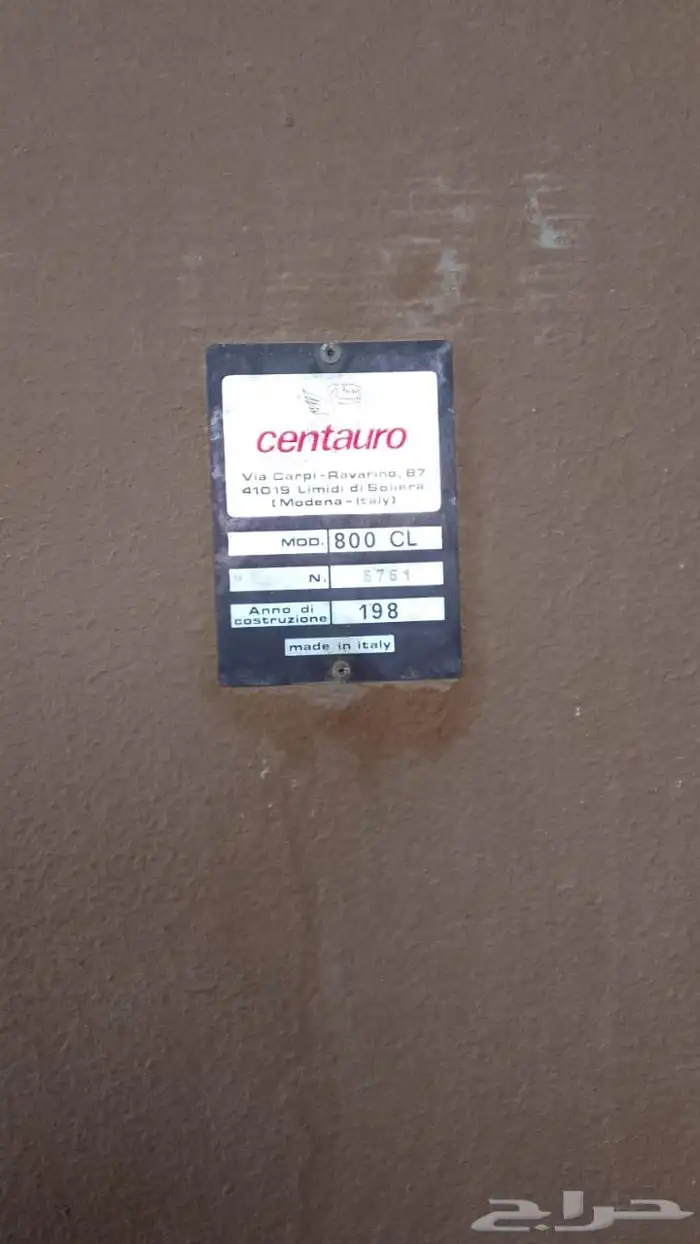 centauro
Via Carpi-Ravarino, 87
41019 Limidi di Soliera
(Modena-Italy)
MOD. 800 CL
N. 6761
Anno di costruzione 198
made in italy
حراج